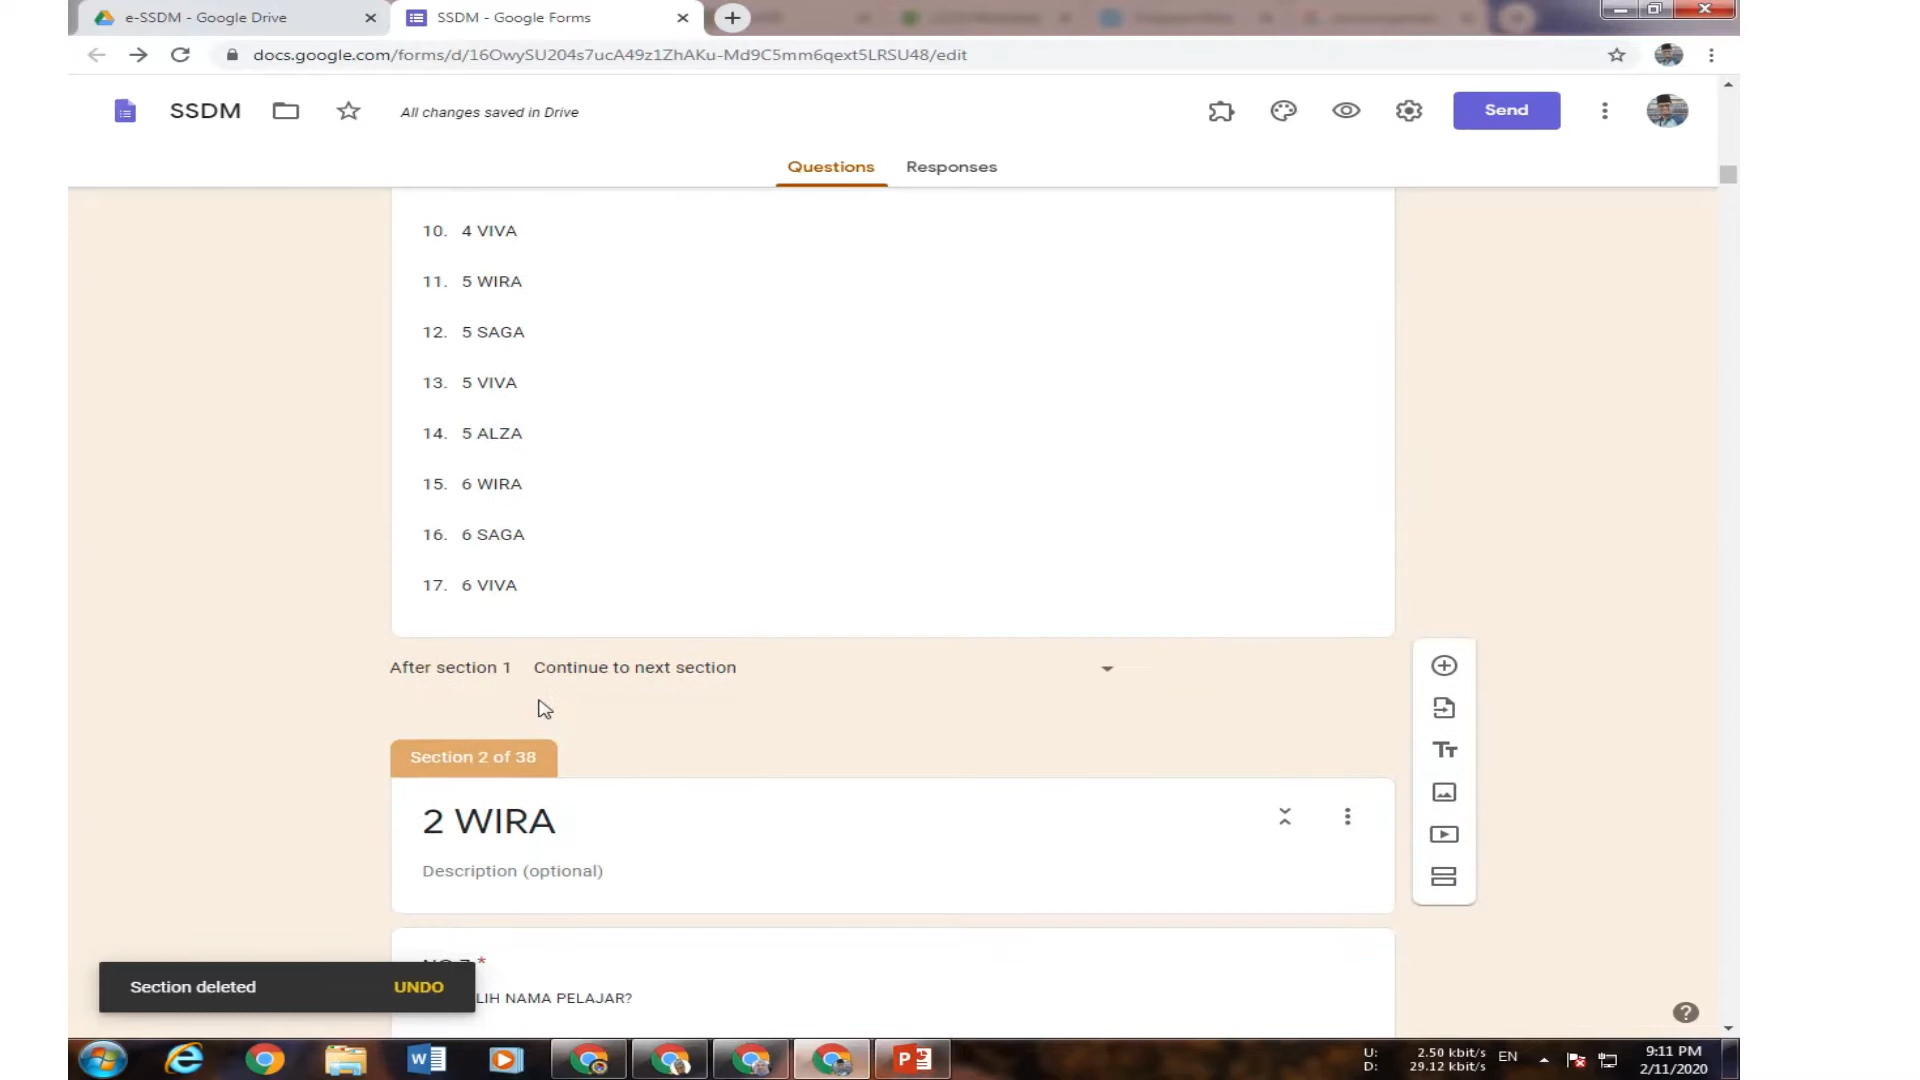 e-SSDM - Google Drive
SSDM - Google Forms
docs.google.com/forms/d/16OwySU204s7ucA49z1ZhAKu-Md9C5mm6qext5LRSU48/edit
SSDM
All changes saved in Drive
Send
Questions
Responses
10. 4 VIVA
11. 5 WIRA
12. 5 SAGA
13. 5 VIVA
14. 5 ALZA
15. 6 WIRA
16. 6 SAGA
17. 6 VIVA
After section 1
Continue to next section
Section 2 of 38
2 WIRA
Description (optional)
LIH NAMA PELAJAR?
Section deleted
UNDO
U: 2.50 kbit/s
D: 29.12 kbit/s
EN
9:11 PM
2/11/2020